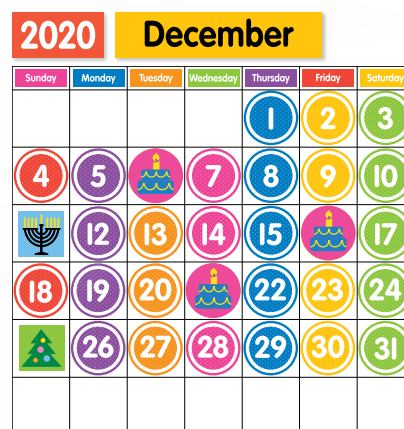 2020 December
Sunday Monday Tuesday Wednesday Thursday Friday Saturday
1 2 3
4 5 7 8 9 10
12 13 14 15 17
18 19 20 22 23 24
26 27 28 29 30 31